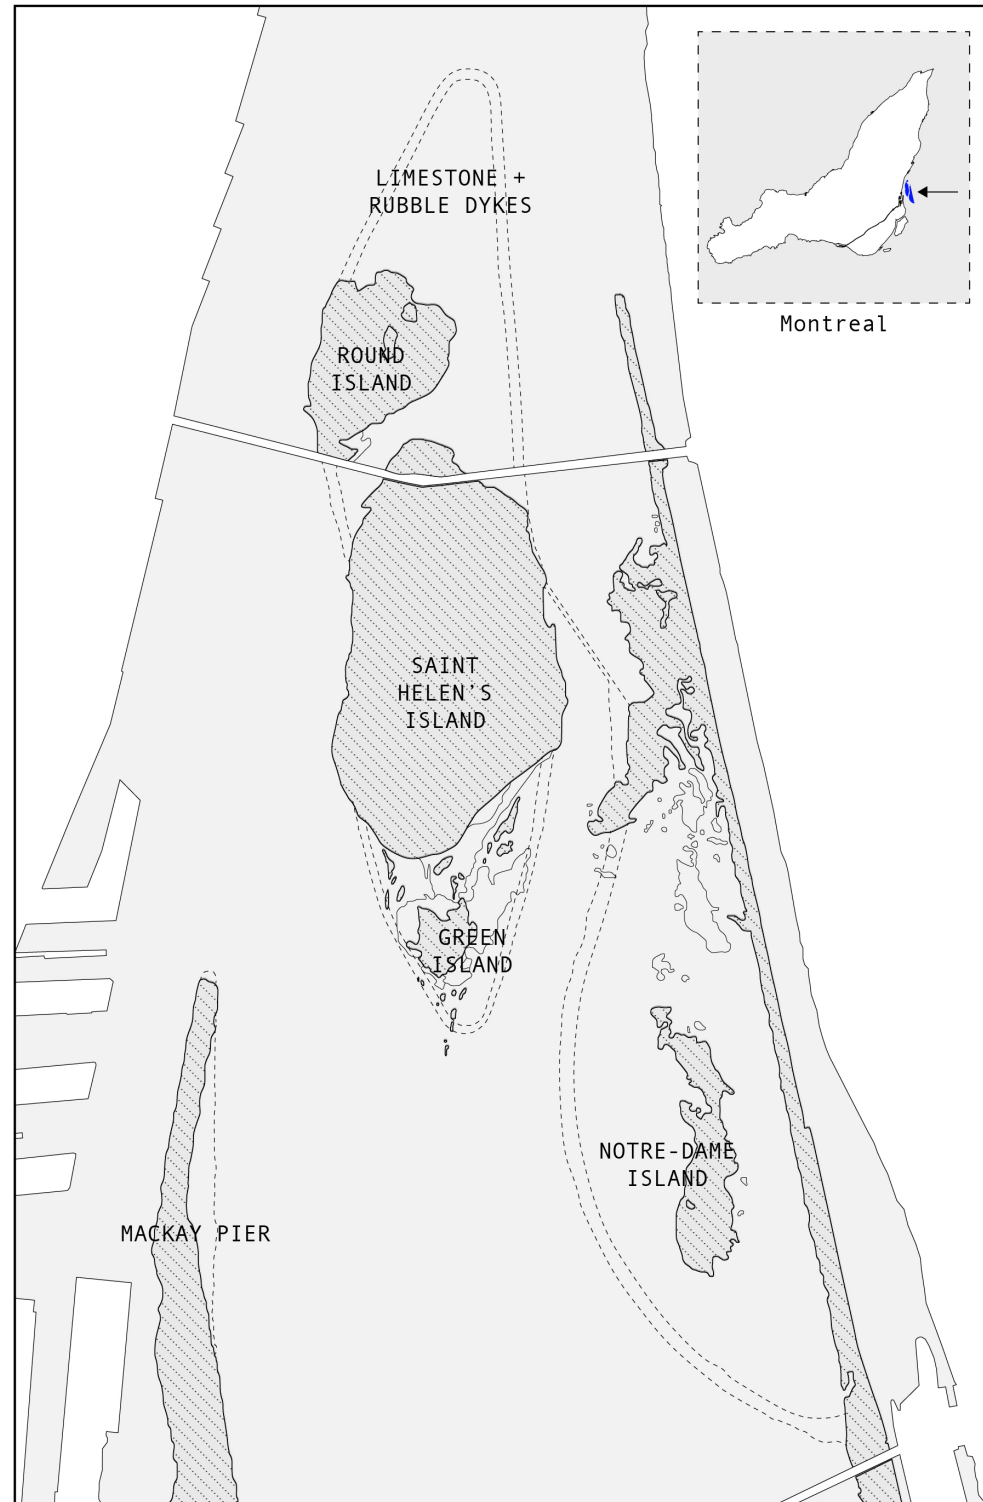 LIMESTONE +
RUBBLE DYKES
Montreal
ROUND
ISLAND
SAINT
HELEN'S
ISLAND
GREEN
ISLAND
NOTRE-DAME
ISLAND
MACKAY PIER